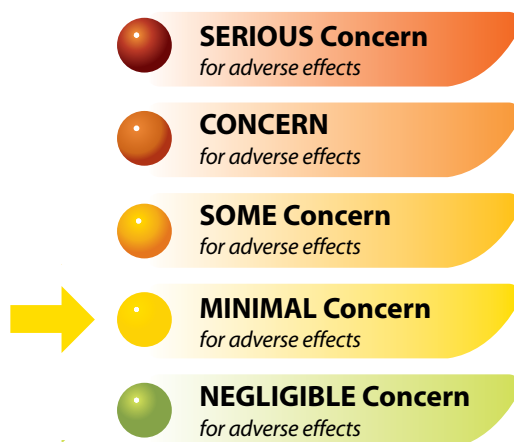 SERIOUS Concern
for adverse effects
CONCERN
for adverse effects
SOME Concern
for adverse effects
MINIMAL Concern
for adverse effects
NEGLIGIBLE Concern
for adverse effects